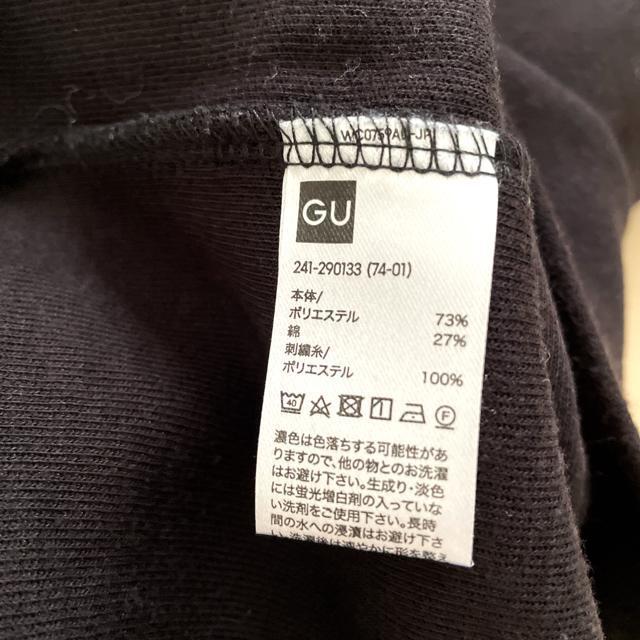 GU
241-290133 (74-01)
本体/
ポリエステル 73%
綿 27%
刺繍糸/
ポリエステル 100%
40 F
濃色は色落ちする可能性があ
りますので、他の物とのお洗濯
はお避け下さい。生成り・淡色
には蛍光増白剤の入っていな
い洗剤をご使用下さい。長時
間の水への浸漬はお避け下さ